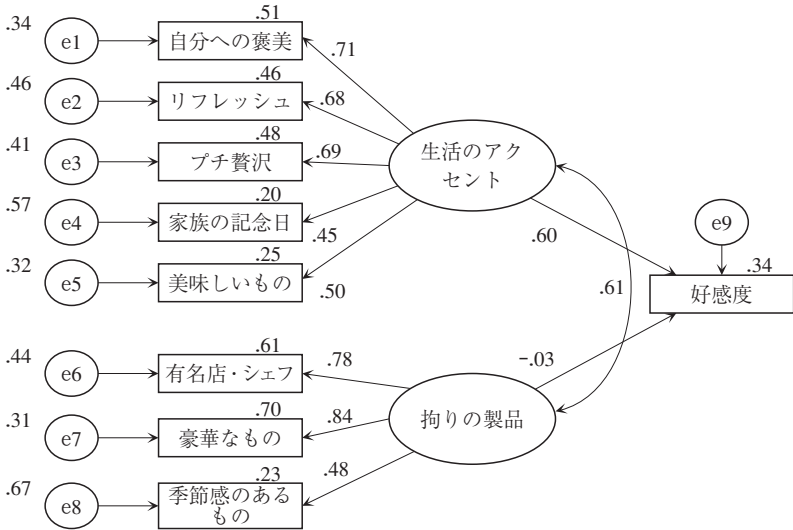 .34
e1
.51
自分への褒美
.71
.46
e2
.46
リフレッシュ
.68
.41
e3
.48
プチ贅沢
.69
.57
e4
.20
家族の記念日
.45
.32
e5
.25
美味しいもの
.50
生活のアク
セント
.60
e9
.34
好感度
.61
-.03
.44
e6
.61
有名店・シェフ
.78
.31
e7
.70
豪華なもの
.84
拘りの製品
.67
e8
.23
季節感のある
もの
.48